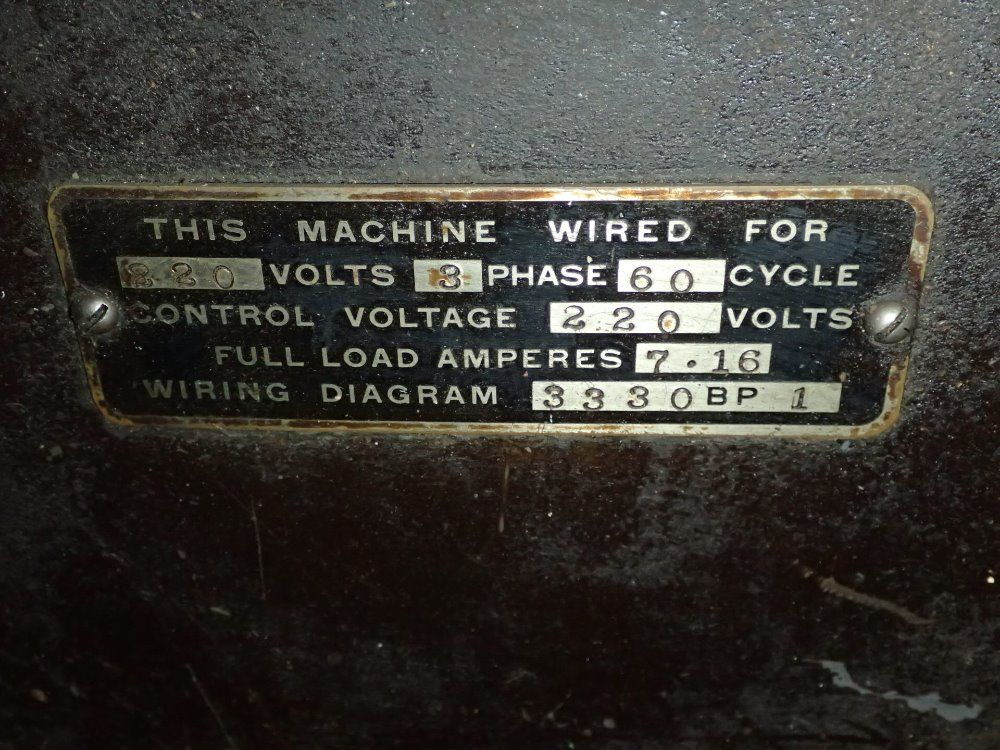 THIS MACHINE WIRED FOR
220 VOLTS 3 PHASE 60 CYCLE
CONTROL VOLTAGE 220 VOLTS
FULL LOAD AMPERES 7.16
WIRING DIAGRAM 3330BP 1